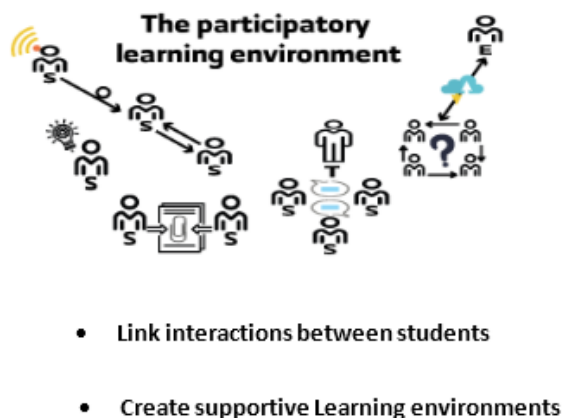 The participatory
learning environment
E
S
S
S
S
T
S
S
S
S
S
?
• Link interactions between students
• Create supportive Learning environments